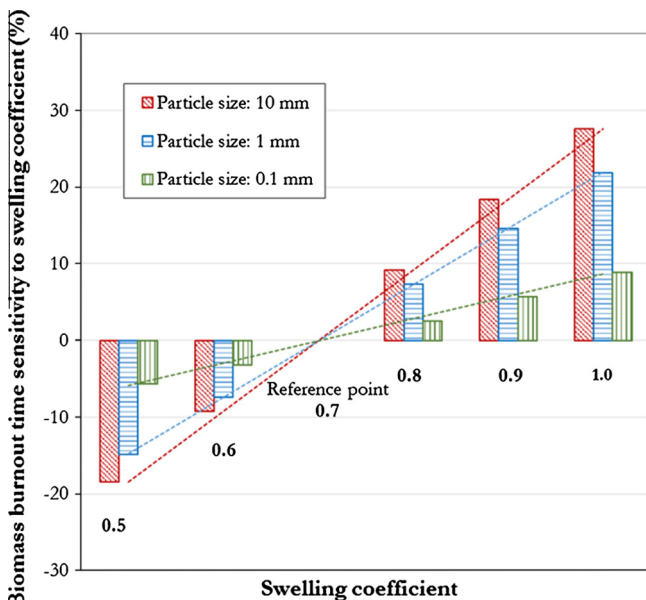 Biomass burnout time sensitivity to swelling coefficient (%)
40
30
20
10
0
-10
-20
-30
Particle size: 10 mm
Particle size: 1 mm
Particle size: 0.1 mm
Reference point
0.5
0.6
0.7
0.8
0.9
1.0
Swelling coefficient